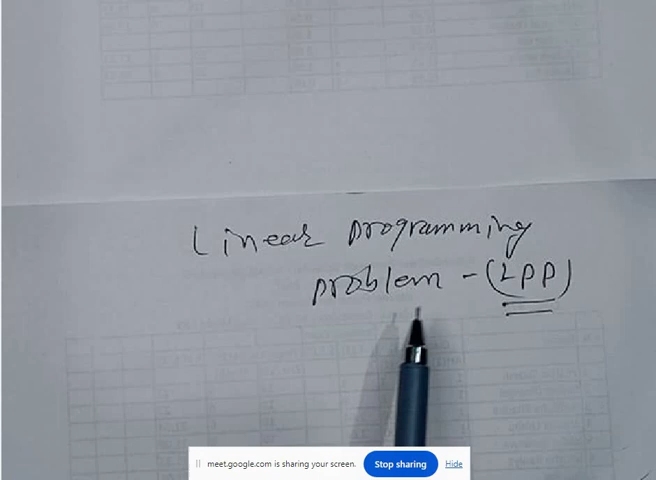 Linear programming
problem - (LPP)
meet.google.com is sharing your screen. Stop sharing Hide